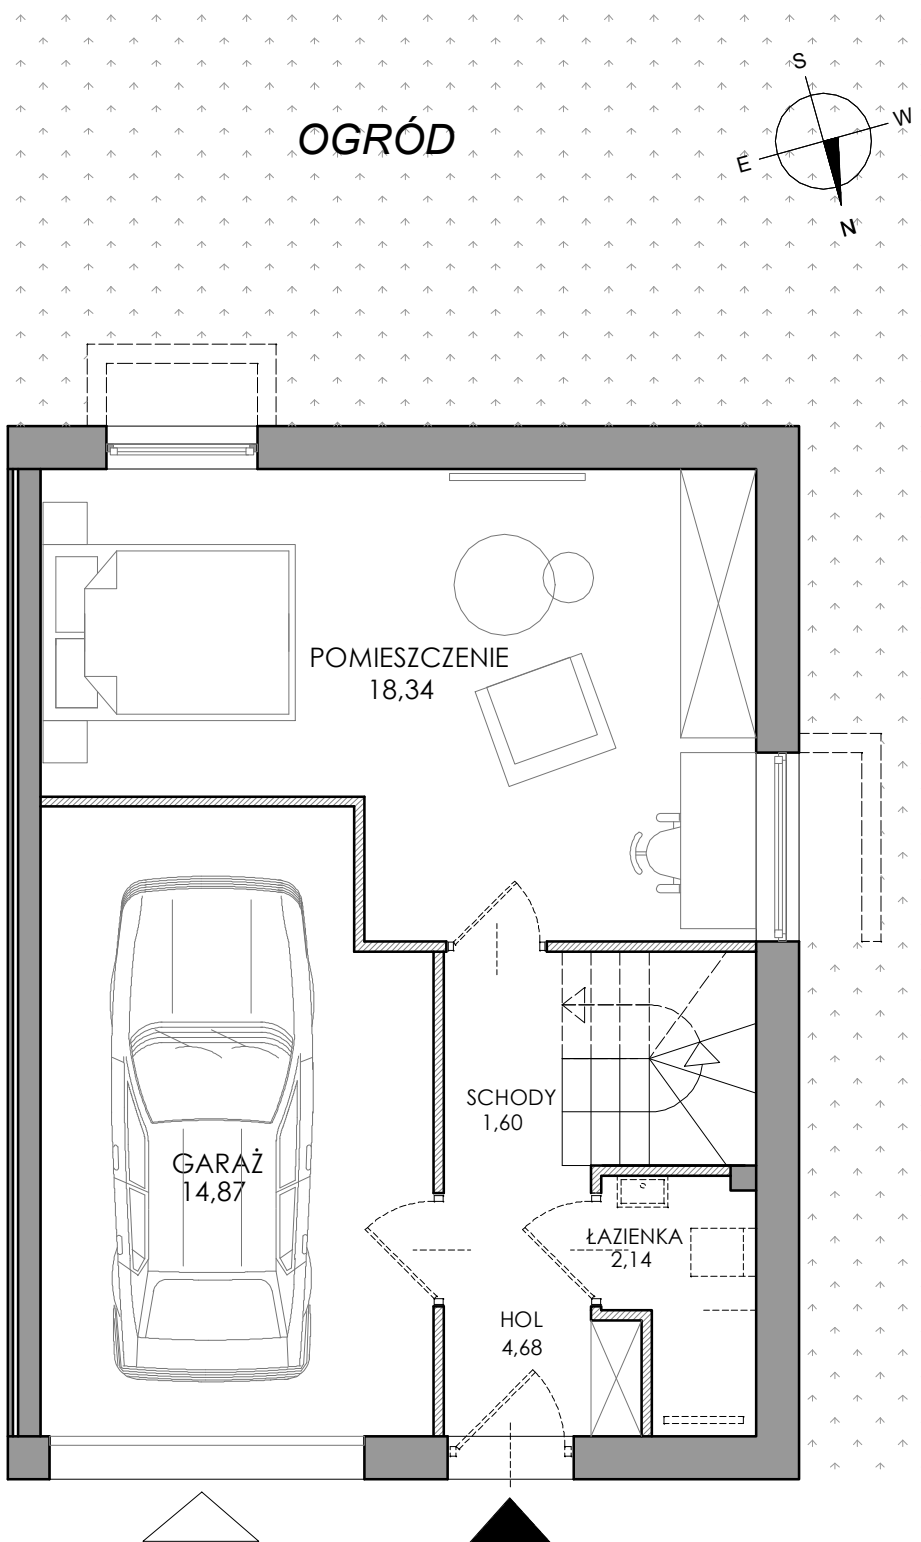 S
W
E
N
OGRÓD
POMIESZCZENIE
18,34
SCHODY
1,60
GARAŻ
14,87
ŁAZIENKA
2,14
HOL
4,68
s